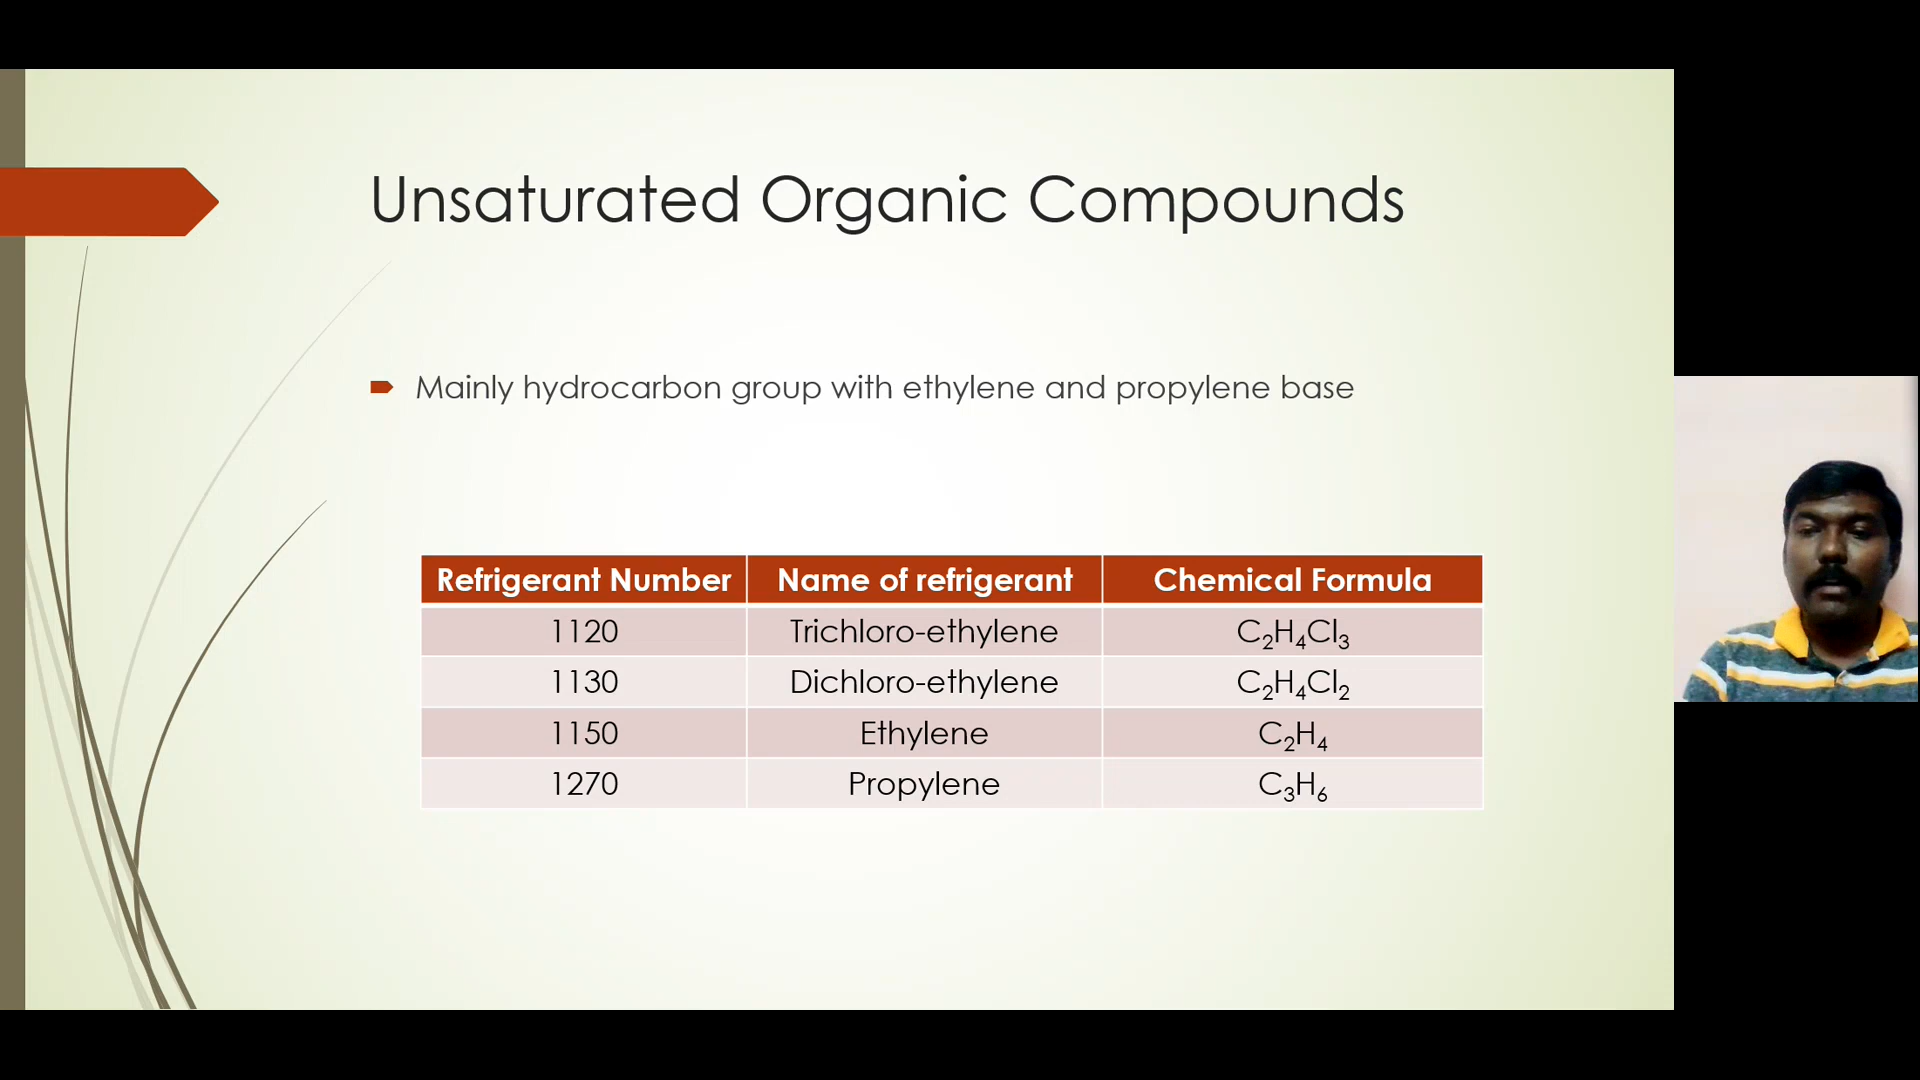 Unsaturated Organic Compounds
Mainly hydrocarbon group with ethylene and propylene base
Refrigerant Number Name of refrigerant Chemical Formula
1120 Trichloro-ethylene C₂H₄Cl₃
1130 Dichloro-ethylene C₂H₄Cl₂
1150 Ethylene C₂H₄
1270 Propylene C₃H₆